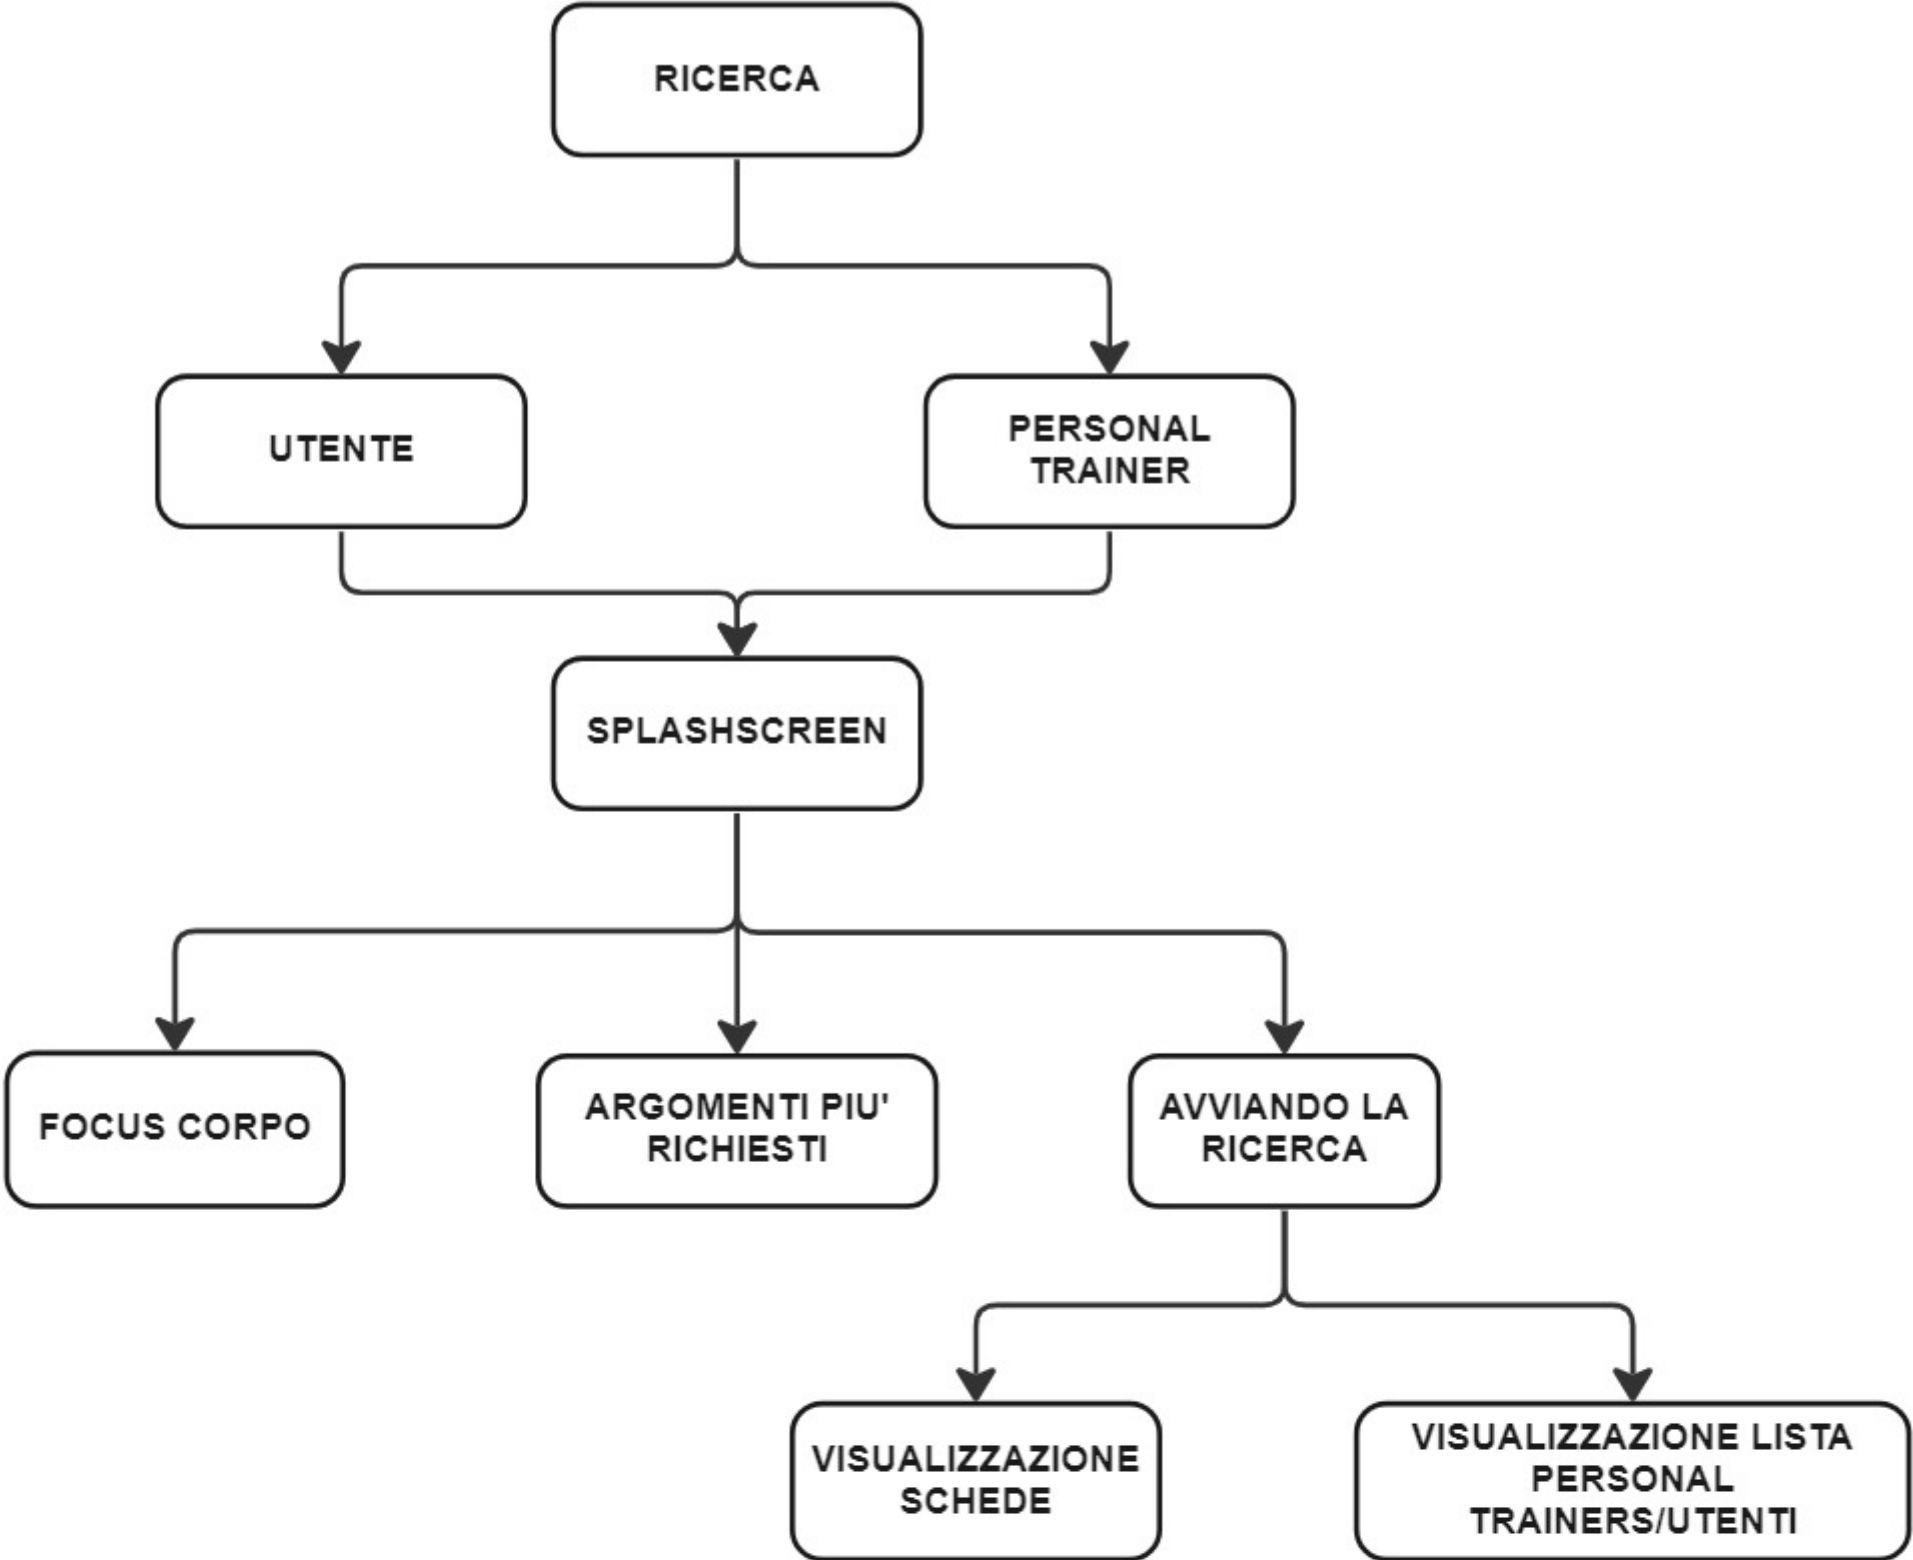 RICERCA
UTENTE
PERSONAL
TRAINER
SPLASHSCREEN
FOCUS CORPO
ARGOMENTI PIU'
RICHIESTI
AVVIANDO LA
RICERCA
VISUALIZZAZIONE
SCHEDE
VISUALIZZAZIONE LISTA
PERSONAL
TRAINERS/UTENTI